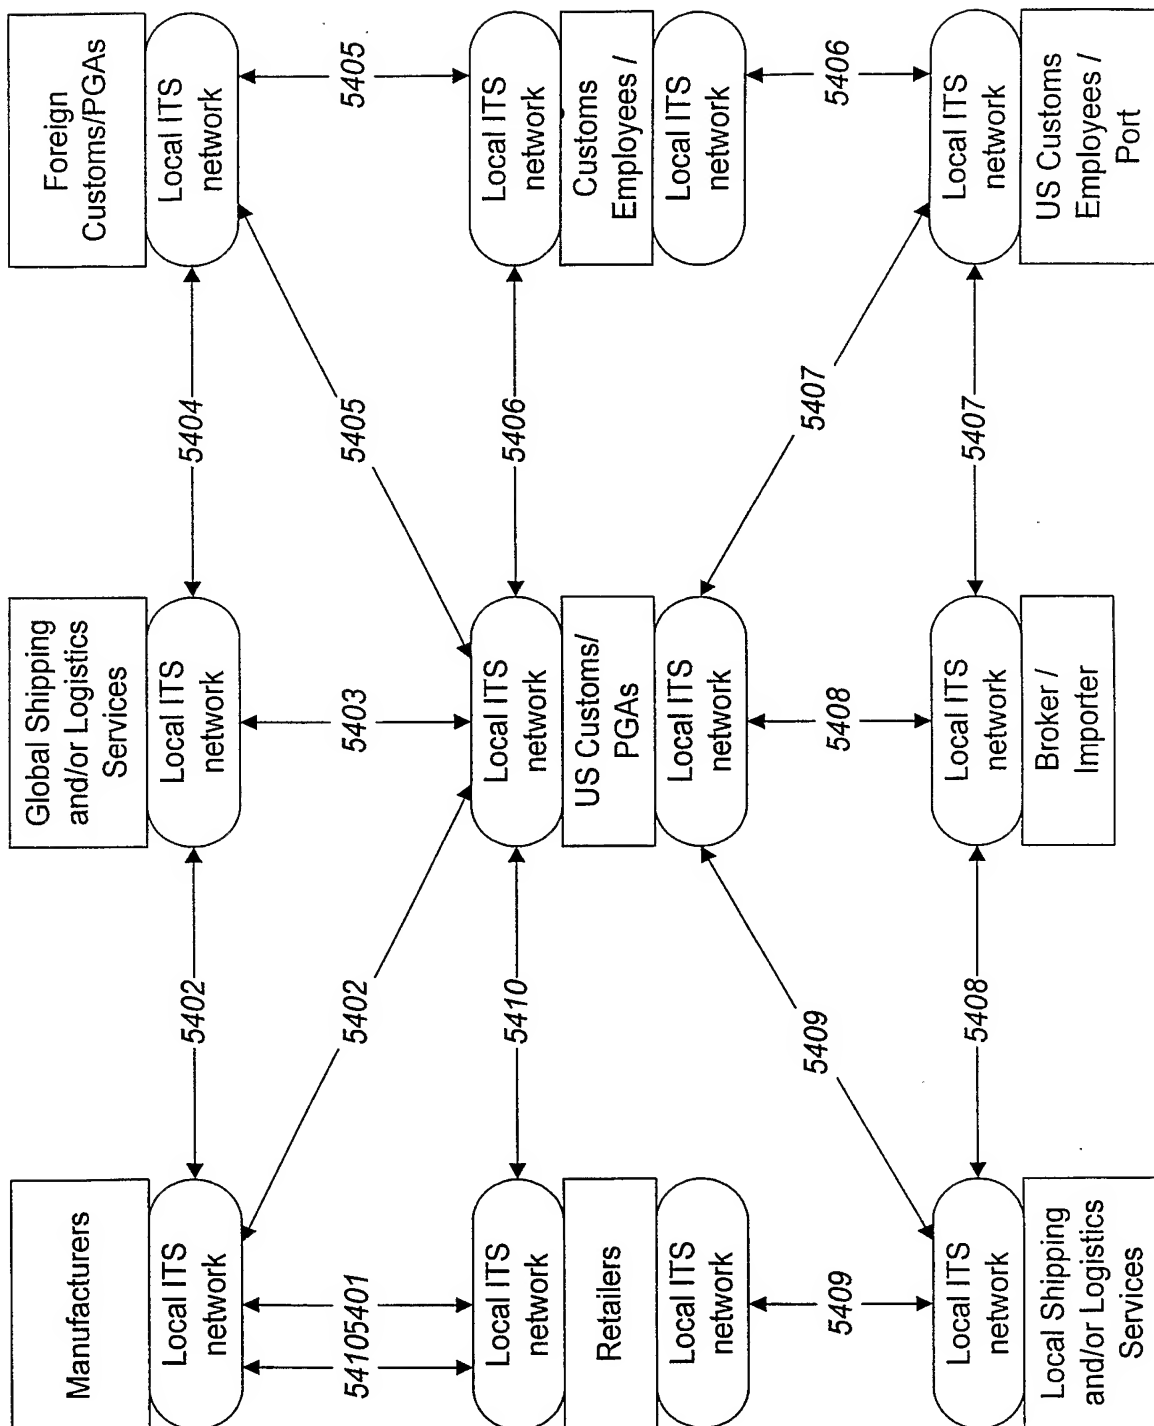 Manufacturers
Global Shipping
and/or Logistics
Services
Foreign
Customs/PGAs
Local ITS
network
5402
Local ITS
network
5404
Local ITS
network
5410
5401
5402
5403
5405
5405
Local ITS
network
5410
Local ITS
network
5406
Local ITS
network
Retailers
US Customs/
PGAs
Customs
Employees /
Local ITS
network
Local ITS
network
Local ITS
network
5409
5409
5408
5407
5406
Local ITS
network
5408
Local ITS
network
5407
Local ITS
network
Local Shipping
and/or Logistics
Services
Broker /
Importer
US Customs
Employees /
Port